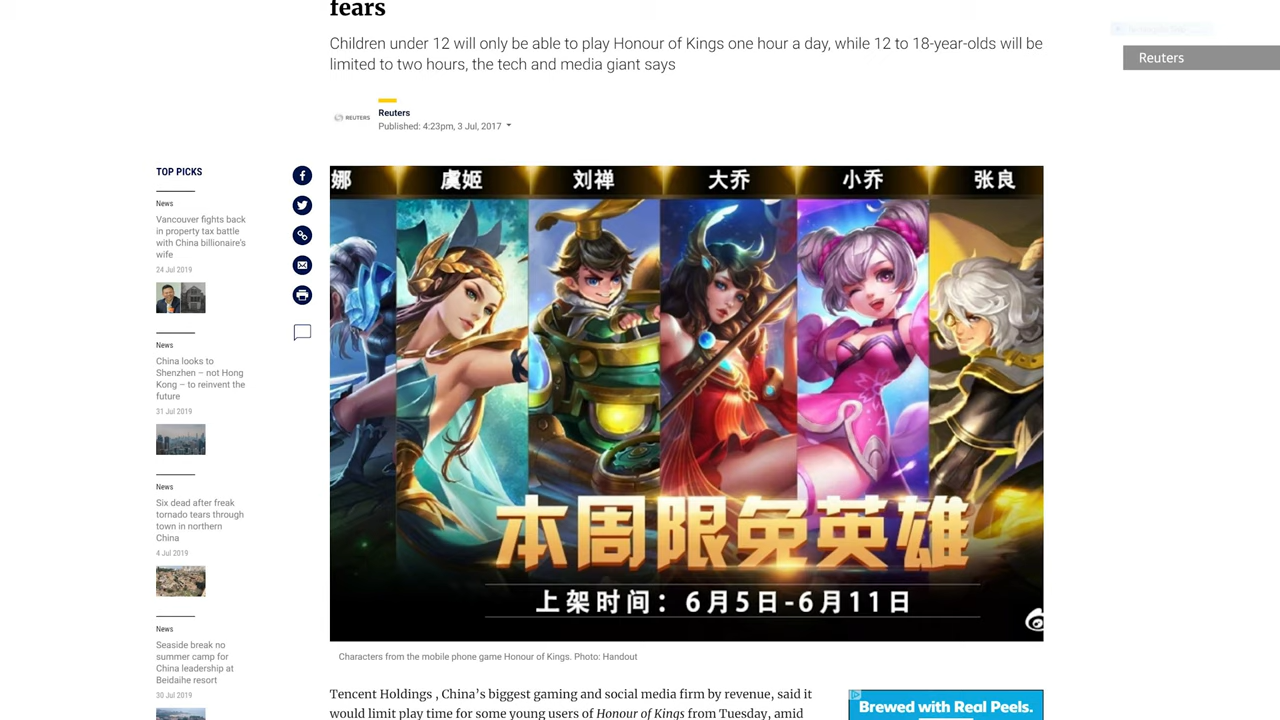 fears
Children under 12 will only be able to play Honour of Kings one hour a day, while 12 to 18-year-olds will be
limited to two hours, the tech and media giant says
Reuters
REUTERS
Reuters
Published: 4:23pm, 3 Jul, 2017
TOP PICKS
News
Vancouver fights back
in property tax battle
with China billionaire's
wife
24 Jul 2019
News
China looks to
Shenzhen – not Hong
Kong – to reinvent the
future
31 Jul 2019
News
Six dead after freak
tornado tears through
town in northern
China
4 Jul 2019
News
Seaside break no
summer camp for
China leadership at
Beidaihe resort
30 Jul 2019
娜
虞姬
刘禅
大乔
小乔
张良
本周限免英雄
上架时间：6月5日-6月11日
Characters from the mobile phone game Honour of Kings. Photo: Handout
Tencent Holdings , China’s biggest gaming and social media firm by revenue, said it
would limit play time for some young users of Honour of Kings from Tuesday, amid
Brewed with Real Peels.